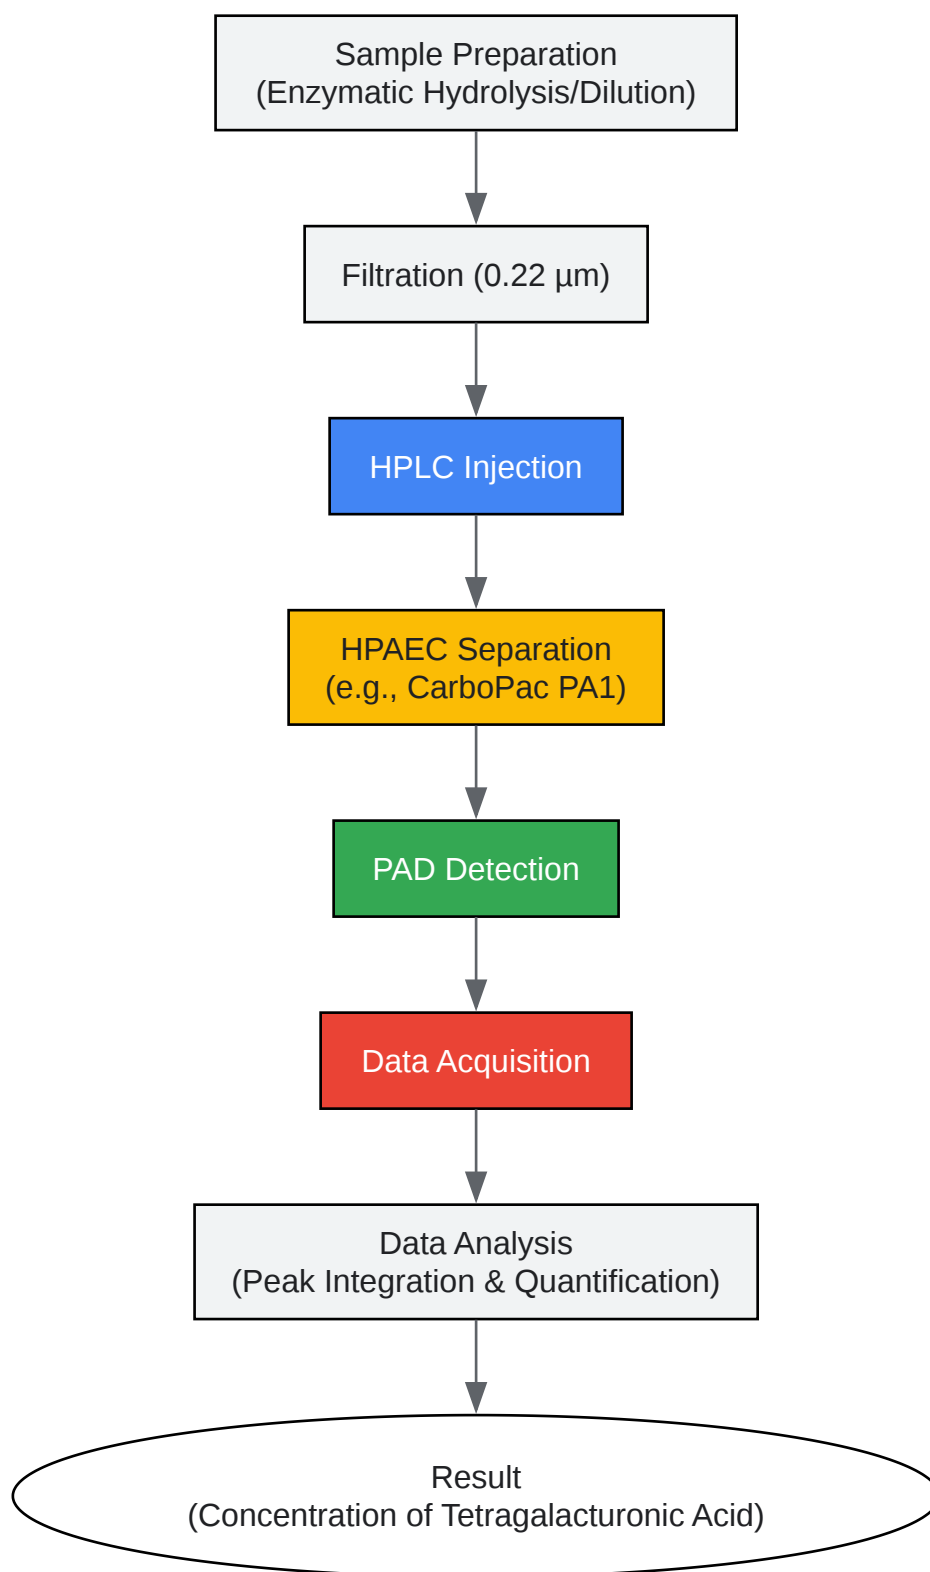 Sample Preparation
(Enzymatic Hydrolysis/Dilution)
Filtration (0.22 µm)
HPLC Injection
HPAEC Separation
(e.g., CarboPac PA1)
PAD Detection
Data Acquisition
Data Analysis
(Peak Integration & Quantification)
Result
(Concentration of Tetragalacturonic Acid)